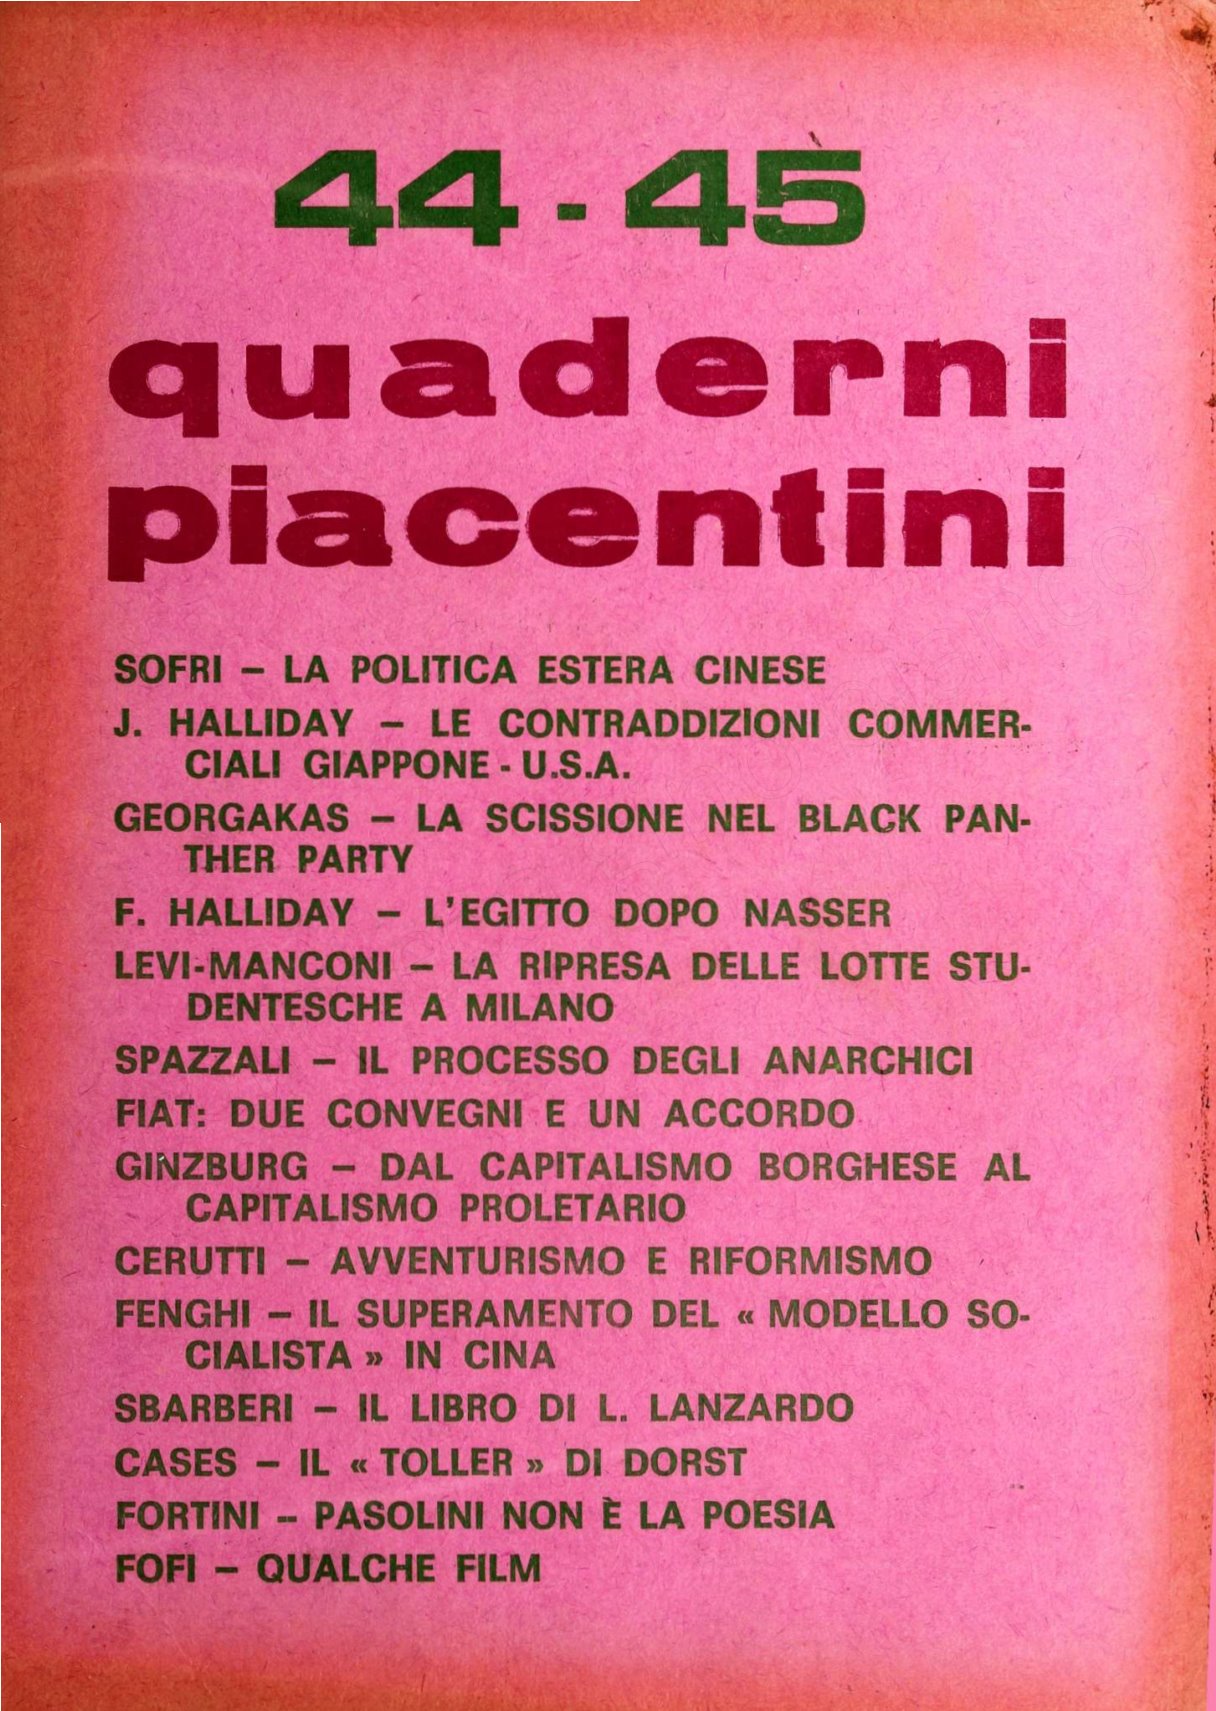 44 - 45
quaderni
piacentini
SOFRI – LA POLITICA ESTERA CINESE
J. HALLIDAY – LE CONTRADDIZIONI COMMER-
CIALI GIAPPONE - U.S.A.
GEORGAKAS – LA SCISSIONE NEL BLACK PAN-
THER PARTY
F. HALLIDAY – L'EGITTO DOPO NASSER
LEVI-MANCONI – LA RIPRESA DELLE LOTTE STU-
DENTESCHE A MILANO
SPAZZALI – IL PROCESSO DEGLI ANARCHICI
FIAT: DUE CONVEGNI E UN ACCORDO
GINZBURG – DAL CAPITALISMO BORGHESE AL
CAPITALISMO PROLETARIO
CERUTTI – AVVENTURISMO E RIFORMISMO
FENGHI – IL SUPERAMENTO DEL « MODELLO SO-
CIALISTA » IN CINA
SBARBERI – IL LIBRO DI L. LANZARDO
CASES – IL « TOLLER » DI DORST
FORTINI – PASOLINI NON È LA POESIA
FOFI – QUALCHE FILM